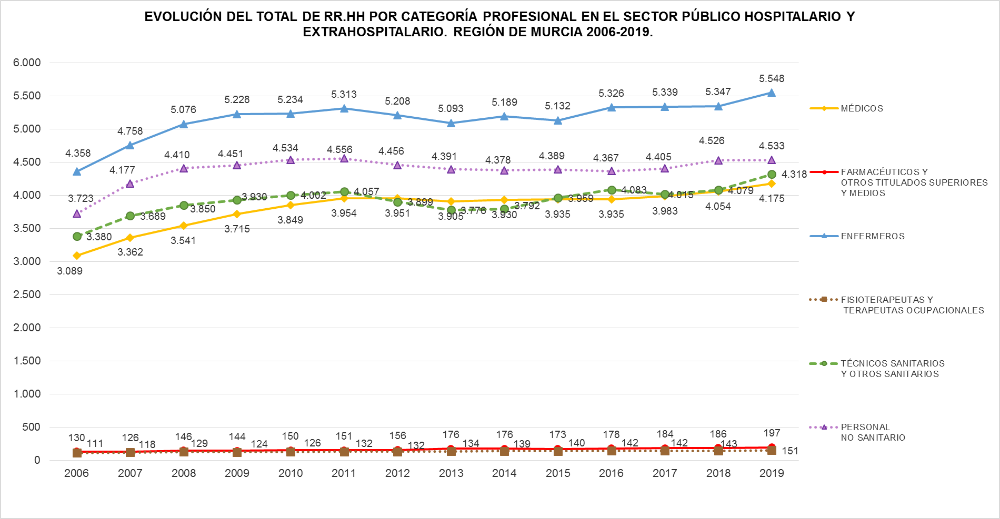 EVOLUCIÓN DEL TOTAL DE RR.HH POR CATEGORÍA PROFESIONAL EN EL SECTOR PÚBLICO HOSPITALARIO Y
EXTRAHOSPITALARIO. REGIÓN DE MURCIA 2006-2019.
6.000
5.500
5.000
4.500
4.000
3.500
3.000
2.500
2.000
1.500
1.000
500
0
4.358 4.758 5.076 5.228 5.234 5.313 5.208 5.093 5.189 5.132 5.326 5.339 5.347 5.548
3.723 4.177 4.410 4.451 4.534 4.556 4.456 4.391 4.378 4.389 4.367 4.405 4.526 4.533
3.380 3.689 3.850 3.930 4.002 4.057 3.899 3.776 3.792 3.959 4.083 4.015 4.079 4.318
3.089 3.362 3.541 3.715 3.849 3.954 3.951 3.905 3.930 3.935 3.935 3.983 4.054 4.175
130 126 146 144 150 151 156 176 176 173 178 184 186 197
111 118 129 124 126 132 132 134 139 140 142 142 143 151
2006 2007 2008 2009 2010 2011 2012 2013 2014 2015 2016 2017 2018 2019
MÉDICOS
FARMACÉUTICOS Y
OTROS TITULADOS SUPERIORES
Y MEDIOS
ENFERMEROS
FISIOTERAPEUTAS Y
TERAPEUTAS OCUPACIONALES
TÉCNICOS SANITARIOS
Y OTROS SANITARIOS
PERSONAL
NO SANITARIO